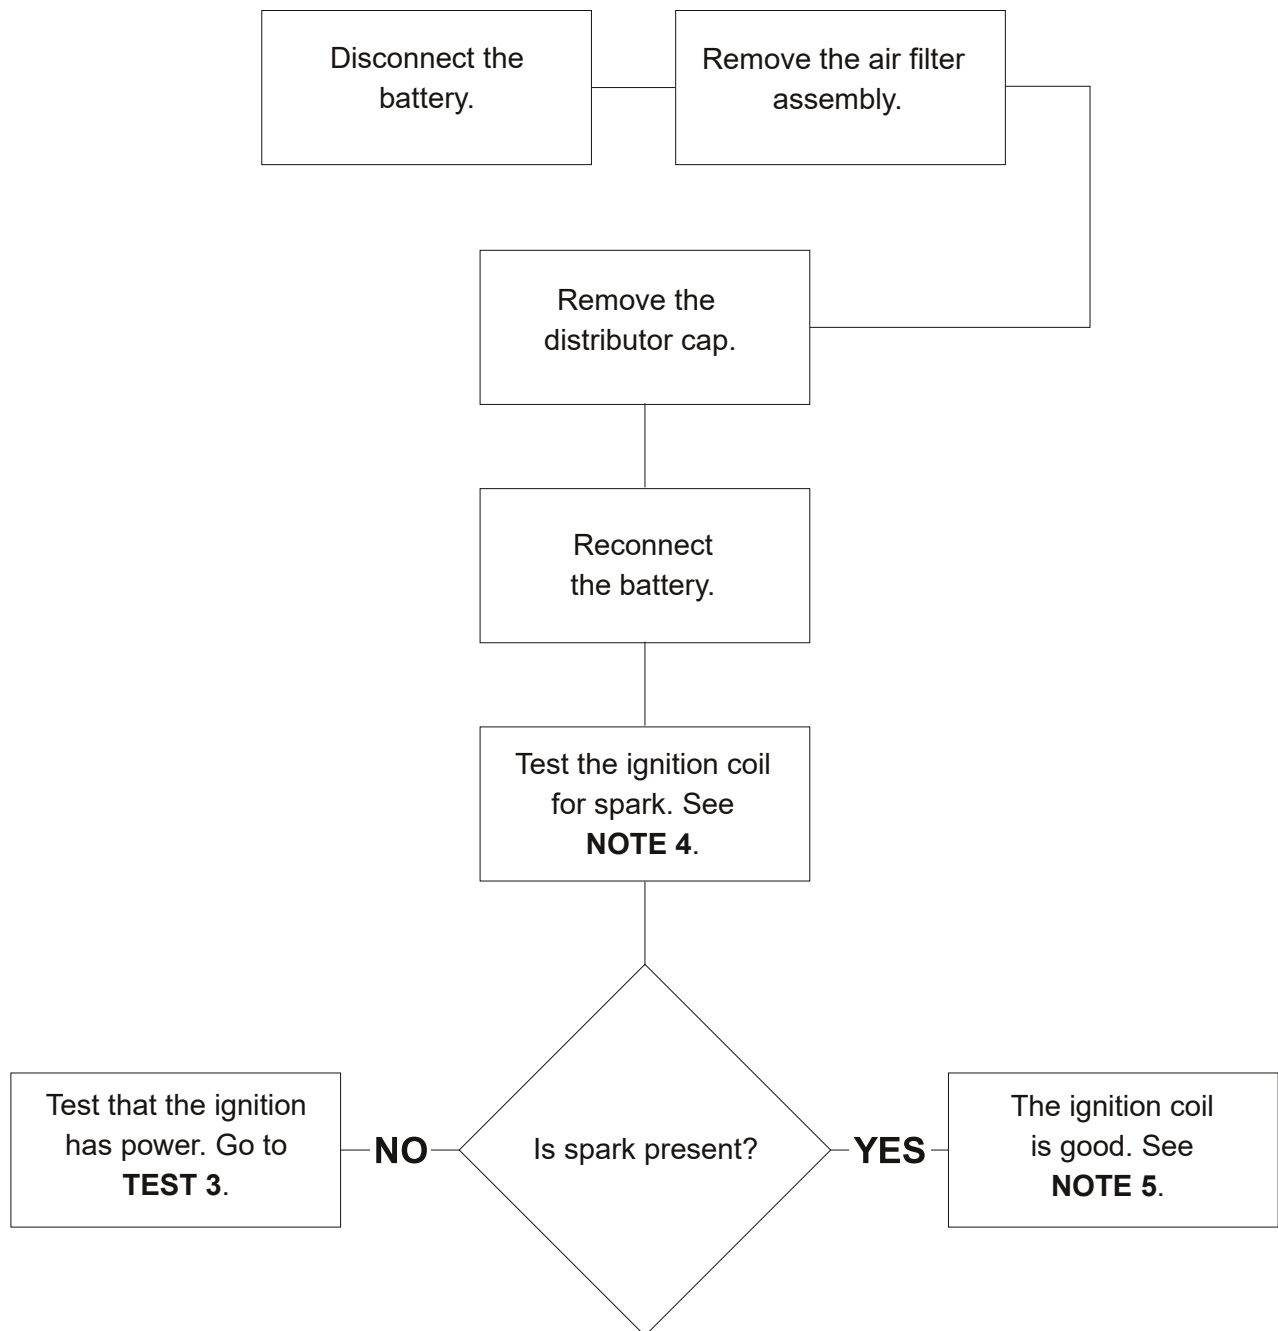 Disconnect the
battery.
Remove the air filter
assembly.
Remove the
distributor cap.
Reconnect
the battery.
Test the ignition coil
for spark. See
NOTE 4.
Is spark present?
NO
Test that the ignition
has power. Go to
TEST 3.
YES
The ignition coil
is good. See
NOTE 5.